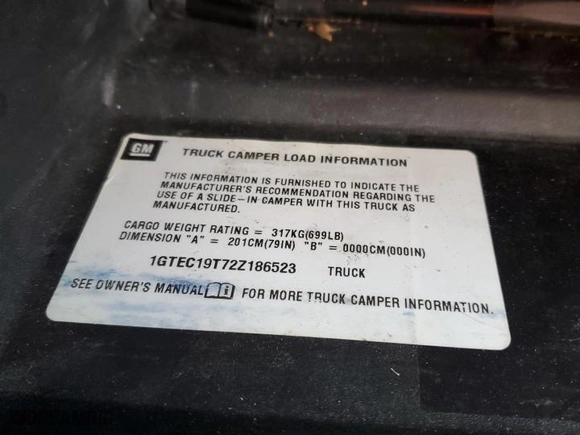 GM
TRUCK CAMPER LOAD INFORMATION
THIS INFORMATION IS FURNISHED TO INDICATE THE
MANUFACTURER'S RECOMMENDATION REGARDING THE
USE OF A SLIDE-IN-CAMPER WITH THIS TRUCK AS
MANUFACTURED.
CARGO WEIGHT RATING = 317KG(699LB)
DIMENSION "A" = 201CM(79IN) "B" = 0000CM(000IN)
1GTEC19T72Z186523 TRUCK
SEE OWNER'S MANUAL FOR MORE TRUCK CAMPER INFORMATION.